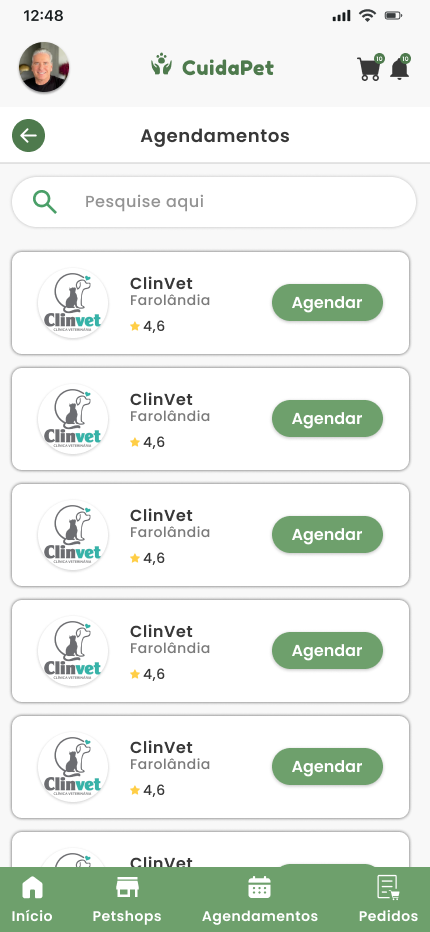 12:48
CuidaPet
10
10
Agendamentos
Pesquise aqui
Clinvet
CLÍNICA VETERINÁRIA
ClinVet
Farolândia
4,6
Agendar
Clinvet
CLÍNICA VETERINÁRIA
ClinVet
Farolândia
4,6
Agendar
Clinvet
CLÍNICA VETERINÁRIA
ClinVet
Farolândia
4,6
Agendar
Clinvet
CLÍNICA VETERINÁRIA
ClinVet
Farolândia
4,6
Agendar
Clinvet
CLÍNICA VETERINÁRIA
ClinVet
Farolândia
4,6
Agendar
ClinVet
Início
Petshops
Agendamentos
Pedidos